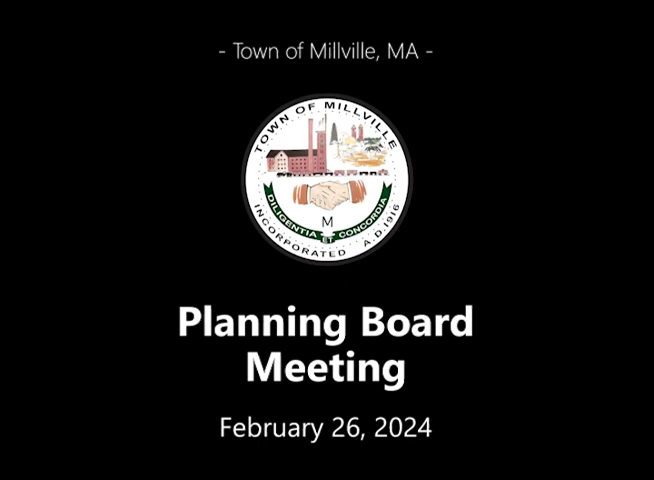 - Town of Millville, MA -
TOWN OF MILLVILLE
M
DILIGENTIA ET CONCORDIA
INCORPORATED A.D. 1916
Planning Board
Meeting
February 26, 2024